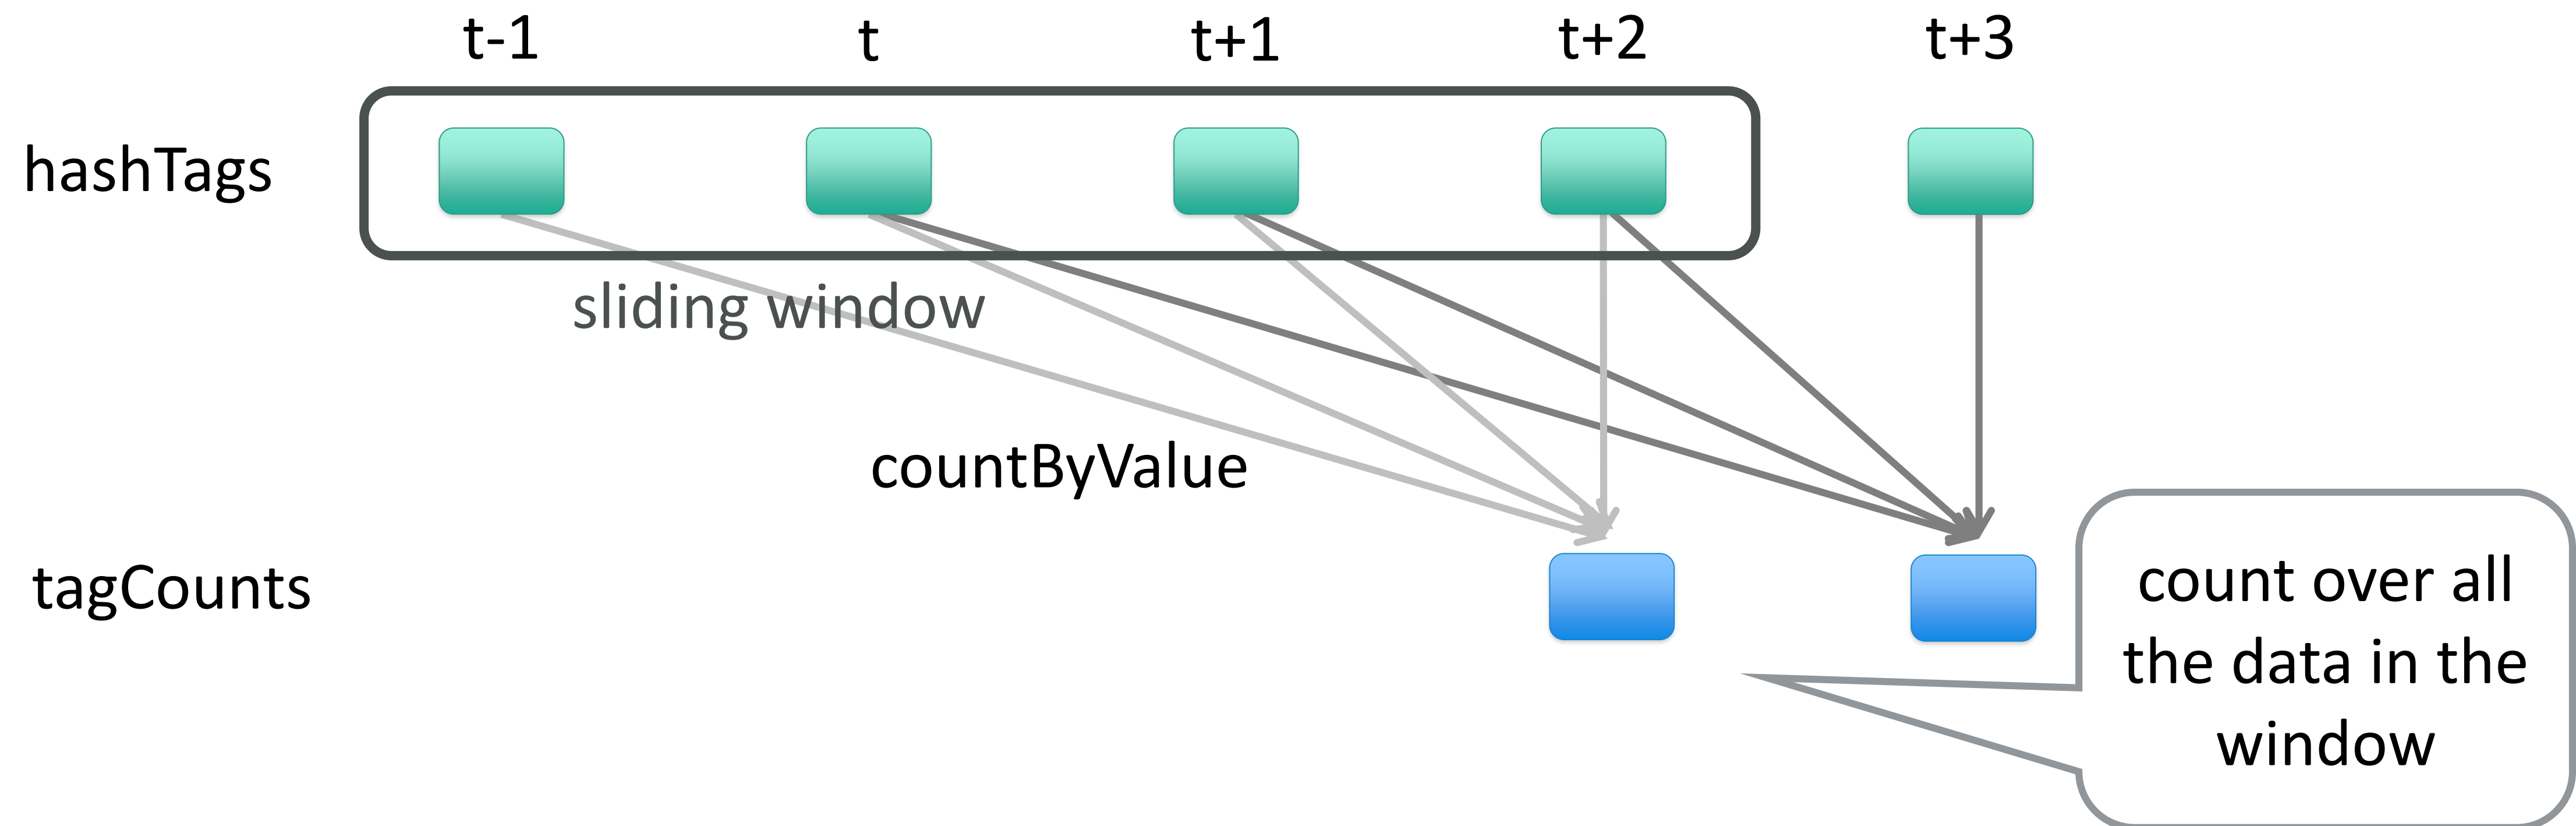 t-1 t t+1 t+2 t+3
hashTags
sliding window
countByValue
tagCounts
count over all
the data in the
window